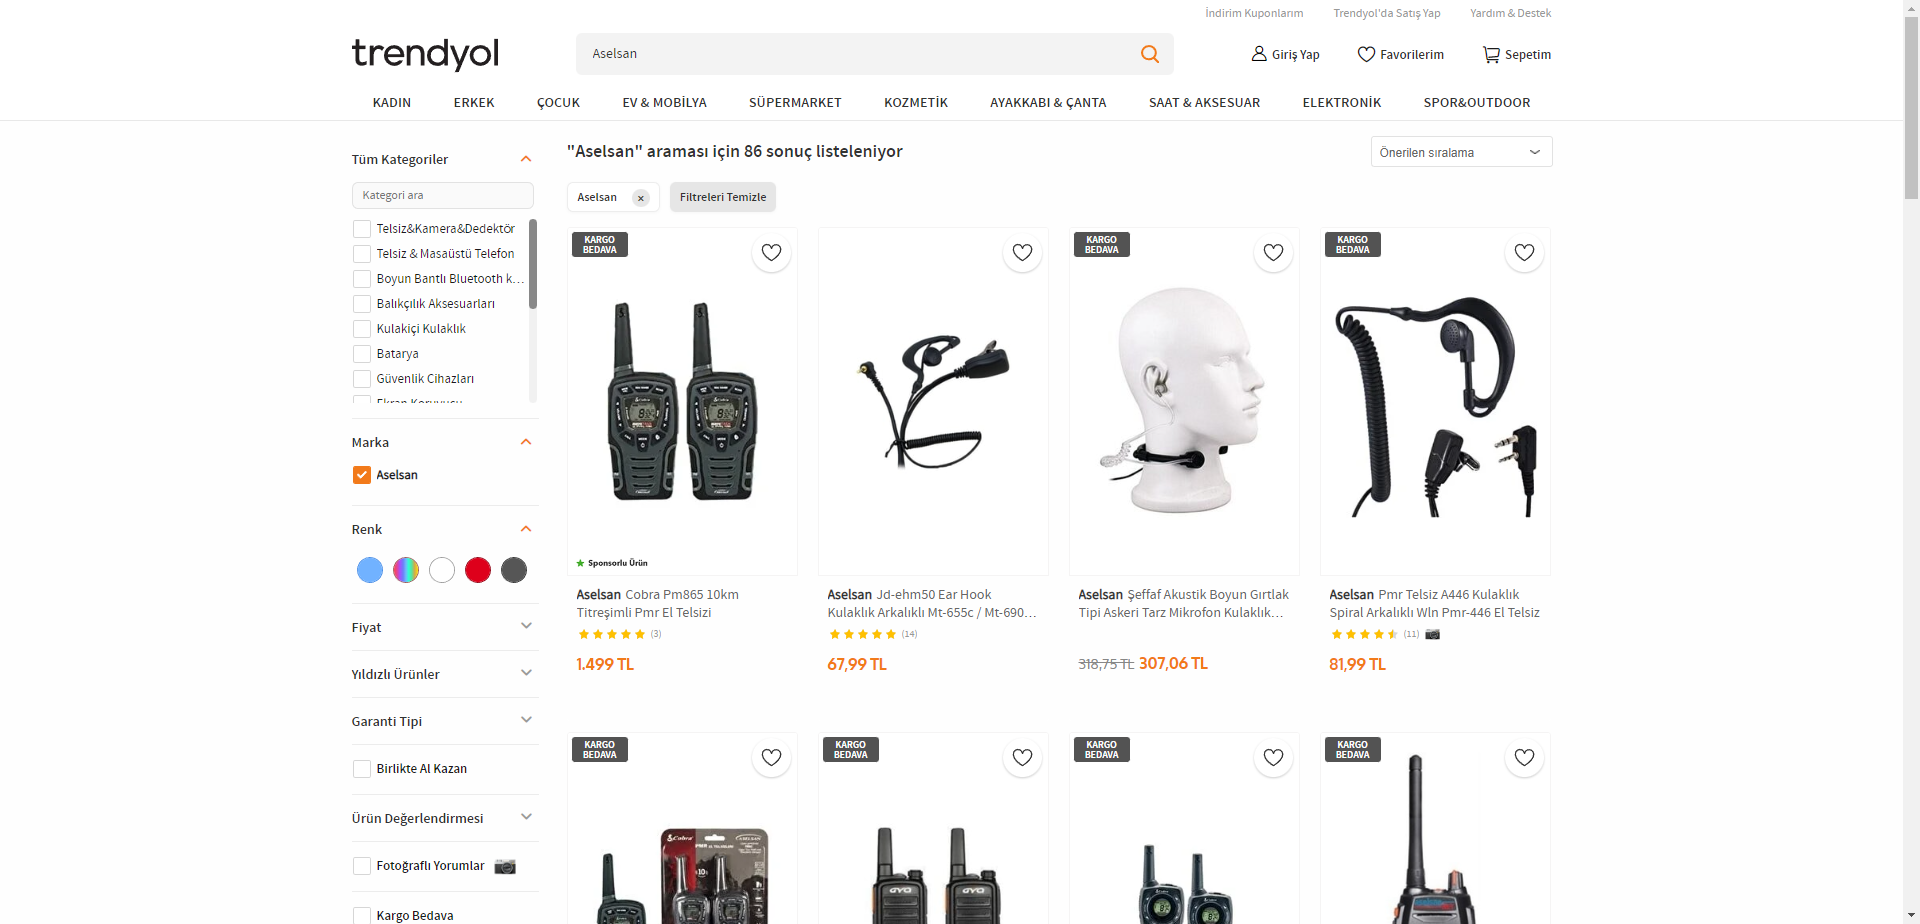 İndirim Kuponlarım
Trendyol'da Satış Yap
Yardım & Destek
trendyol
Aselsan
Giriş Yap
Favorilerim
Sepetim
KADIN
ERKEK
ÇOCUK
EV & MOBİLYA
SÜPERMARKET
KOZMETİK
AYAKKABI & ÇANTA
SAAT & AKSESUAR
ELEKTRONİK
SPOR&OUTDOOR
Tüm Kategoriler
Kategori ara
Telsiz&Kamera&Dedektör
Telsiz & Masaüstü Telefon
Boyun Bantlı Bluetooth k...
Balıkçılık Aksesuarları
Kulakiçi Kulaklık
Batarya
Güvenlik Cihazları
Ekran Koruyucu
Marka
Aselsan
Renk
Fiyat
Yıldızlı Ürünler
Garanti Tipi
Birlikte Al Kazan
Ürün Değerlendirmesi
Fotoğraflı Yorumlar
Kargo Bedava
"Aselsan" araması için 86 sonuç listeleniyor
Önerilen sıralama
Aselsan
Filtreleri Temizle
KARGO
BEDAVA
Sponsorlu Ürün
Aselsan Cobra Pm865 10km
Titreşimli Pmr El Telsizi
(3)
1.499 TL
Aselsan Jd-ehm50 Ear Hook
Kulaklık Arkalıklı Mt-655c / Mt-690...
(14)
67,99 TL
KARGO
BEDAVA
Aselsan Şeffaf Akustik Boyun Gırtlak
Tipi Askeri Tarz Mikrofon Kulaklık...
318,75 TL 307,06 TL
KARGO
BEDAVA
Aselsan Pmr Telsiz A446 Kulaklık
Spiral Arkalıklı Wln Pmr-446 El Telsiz
(11)
81,99 TL
KARGO
BEDAVA
Cobra
ASELSAN
PMR
KARGO
BEDAVA
GYO
GYO
KARGO
BEDAVA
KARGO
BEDAVA